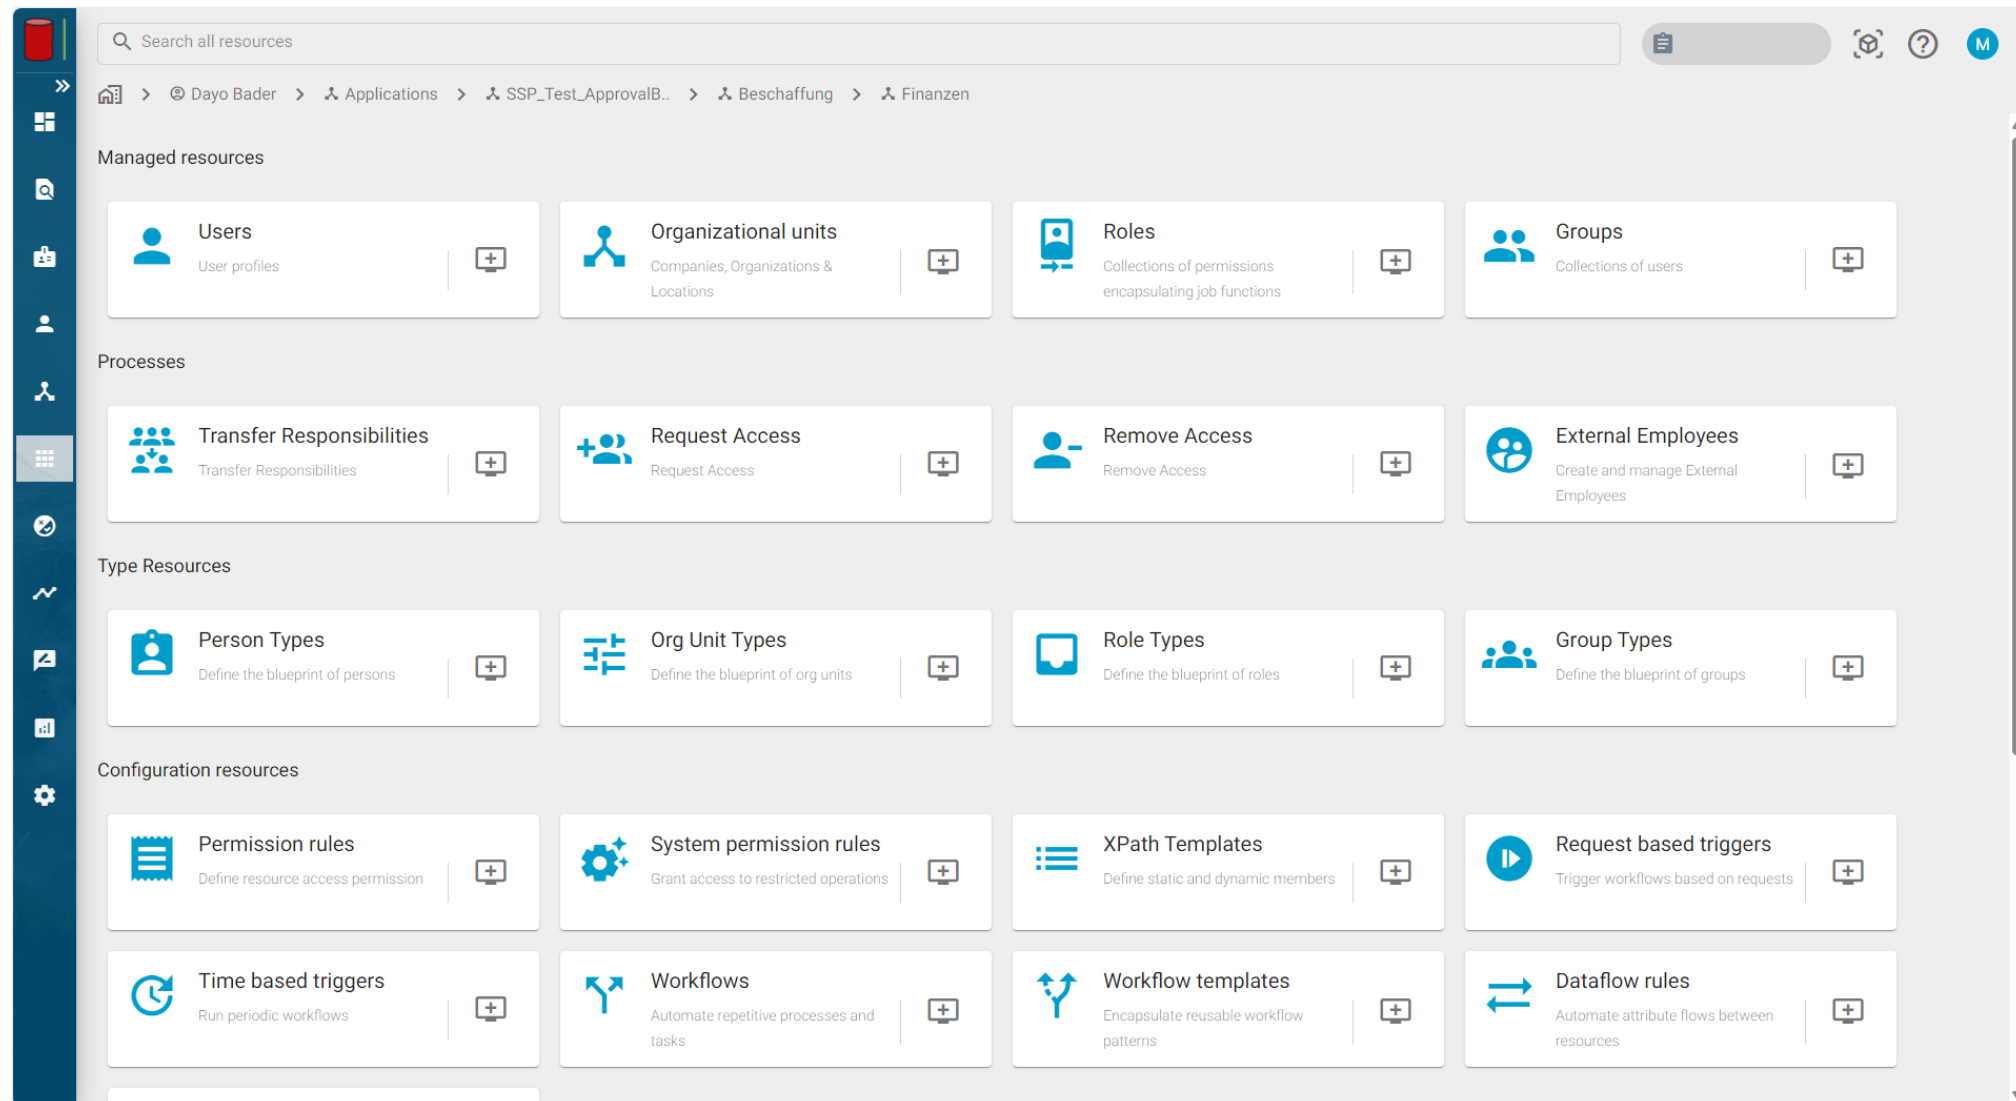 Search all resources
M
Dayo Bader > Applications > SSP_Test_ApprovalB.. > Beschaffung > Finanzen
Managed resources
Users
User profiles
Organizational units
Companies, Organizations &
Locations
Roles
Collections of permissions
encapsulating job functions
Groups
Collections of users
Processes
Transfer Responsibilities
Transfer Responsibilities
Request Access
Request Access
Remove Access
Remove Access
External Employees
Create and manage External
Employees
Type Resources
Person Types
Define the blueprint of persons
Org Unit Types
Define the blueprint of org units
Role Types
Define the blueprint of roles
Group Types
Define the blueprint of groups
Configuration resources
Permission rules
Define resource access permission
System permission rules
Grant access to restricted operations
XPath Templates
Define static and dynamic members
Request based triggers
Trigger workflows based on requests
Time based triggers
Run periodic workflows
Workflows
Automate repetitive processes and
tasks
Workflow templates
Encapsulate reusable workflow
patterns
Dataflow rules
Automate attribute flows between
resources